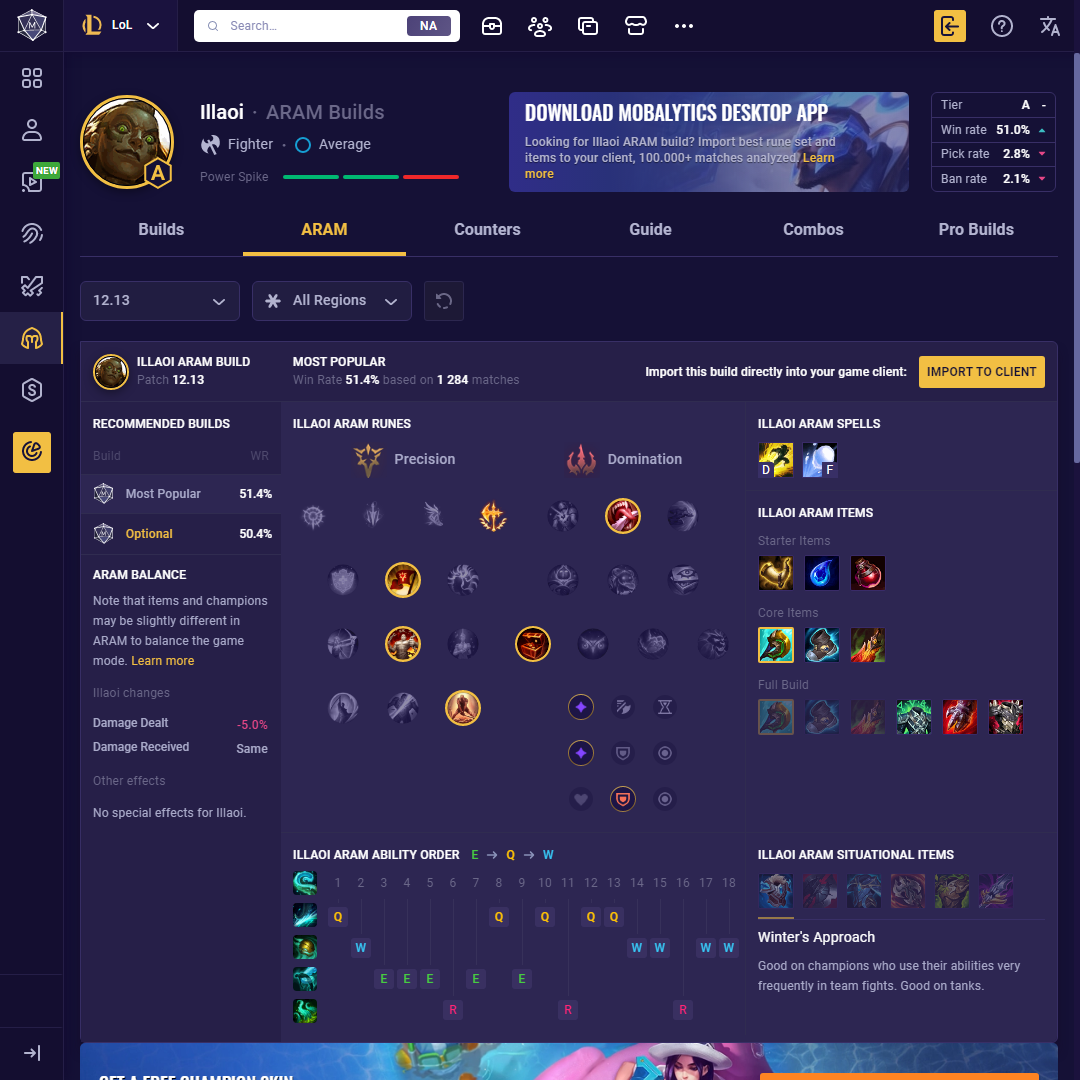 LoL
Search...
NA
NEW
Illaoi · ARAM Builds
Fighter · Average
Power Spike
A
DOWNLOAD MOBALYTICS DESKTOP APP
Looking for Illaoi ARAM build? Import best rune set and
items to your client, 100.000+ matches analyzed. Learn
more
Tier A -
Win rate 51.0%
Pick rate 2.8%
Ban rate 2.1%
Builds ARAM Counters Guide Combos Pro Builds
12.13
All Regions
ILLAOI ARAM BUILD
Patch 12.13
MOST POPULAR
Win Rate 51.4% based on 1 284 matches
Import this build directly into your game client:
IMPORT TO CLIENT
RECOMMENDED BUILDS
Build WR
Most Popular 51.4%
Optional 50.4%
ARAM BALANCE
Note that items and champions
may be slightly different in
ARAM to balance the game
mode. Learn more
Illaoi changes
Damage Dealt -5.0%
Damage Received Same
Other effects
No special effects for Illaoi.
ILLAOI ARAM RUNES
Precision
Domination
ILLAOI ARAM SPELLS
D
F
ILLAOI ARAM ITEMS
Starter Items
Core Items
Full Build
ILLAOI ARAM ABILITY ORDER E → Q → W
1 2 3 4 5 6 7 8 9 10 11 12 13 14 15 16 17 18
Q Q Q Q Q
W W W W W
E E E E E
R R R
ILLAOI ARAM SITUATIONAL ITEMS
Winter's Approach
Good on champions who use their abilities very
frequently in team fights. Good on tanks.
GET A FREE CHAMPION SKIN